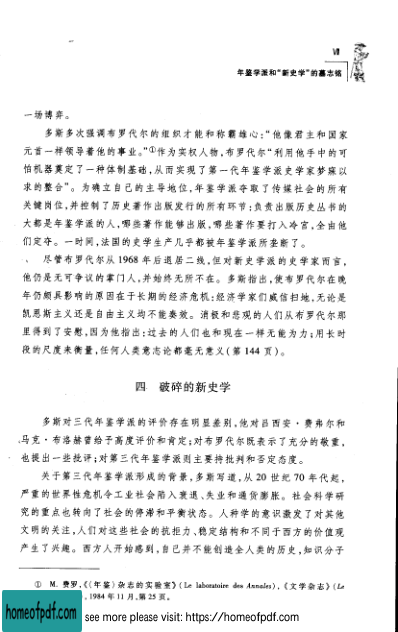 Ⅶ
年鉴学派和“新史学”的墓志铭
一场博弈。
多斯多次强调布罗代尔的组织才能和称霸雄心:“他像君主和国家
元首一样领导着他的事业。”①作为实权人物,布罗代尔“利用他手中的可
怕机器奠定了一种体制基础,从而实现了第一代年鉴学派史学家梦寐以
求的整合”。为确立自己的主导地位,年鉴学派夺取了传媒社会的所有
关键岗位,并控制了历史著作出版发行的所有环节:负责出版历史丛书的
大都是年鉴学派的人,哪些著作能够出版,哪些著作要打入冷宫,全由他
们定夺。一时间,法国的史学生产几乎都被年鉴学派所垄断了。
尽管布罗代尔从1968年后退居二线,但对新史学派的史学家而言,
他仍是无可争议的掌门人,并始终无所不在。多斯指出,使布罗代尔在晚
年仍颇具影响的原因在于长期的经济危机:经济学家们威信扫地,无论是
凯恩斯主义还是自由主义均不能奏效。消极和悲观的人们从布罗代尔那
里得到了安慰,因为他指出:过去的人们也和现在一样无能为力;用长时
段的尺度来衡量,任何人类意志论都毫无意义(第144页)。
四 破碎的新史学
多斯对三代年鉴学派的评价存在明显差别,他对吕西安·费弗尔和
马克·布洛赫曾给予高度评价和肯定;对布罗代尔既表示了充分的敬重,
也提出一些批评;对第三代年鉴学派则主要持批判和否定态度。
关于第三代年鉴学派形成的背景,多斯写道,从20世纪70年代起,
严重的世界性危机令工业社会陷入衰退、失业和通货膨胀。社会科学研
究的重点也转向了社会的停滞和平衡状态。人种学的意识激发了对其他
文明的关注,人们对这些社会的抗拒力、稳定结构和不同于西方的价值观
产生了兴趣。西方人开始感到,自己并不能创造全人类的历史,知识分子
① M. 费罗,《〈年鉴〉杂志的实验室》(Le laboratoire des Annales),《文学杂志》(Le
,1984年11月,第25页。
homeofpdf.com
see more please visit: https://homeofpdf.com